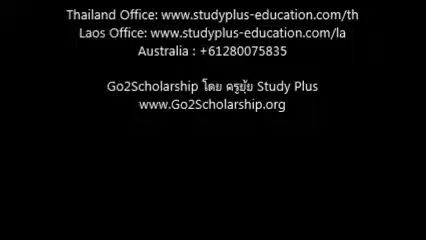 Thailand Office: www.studyplus-education.com/th
Laos Office: www.studyplus-education.com/la
Australia : +61280075835
Go2Scholarship โดย ครูยุ้ย Study Plus
www.Go2Scholarship.org